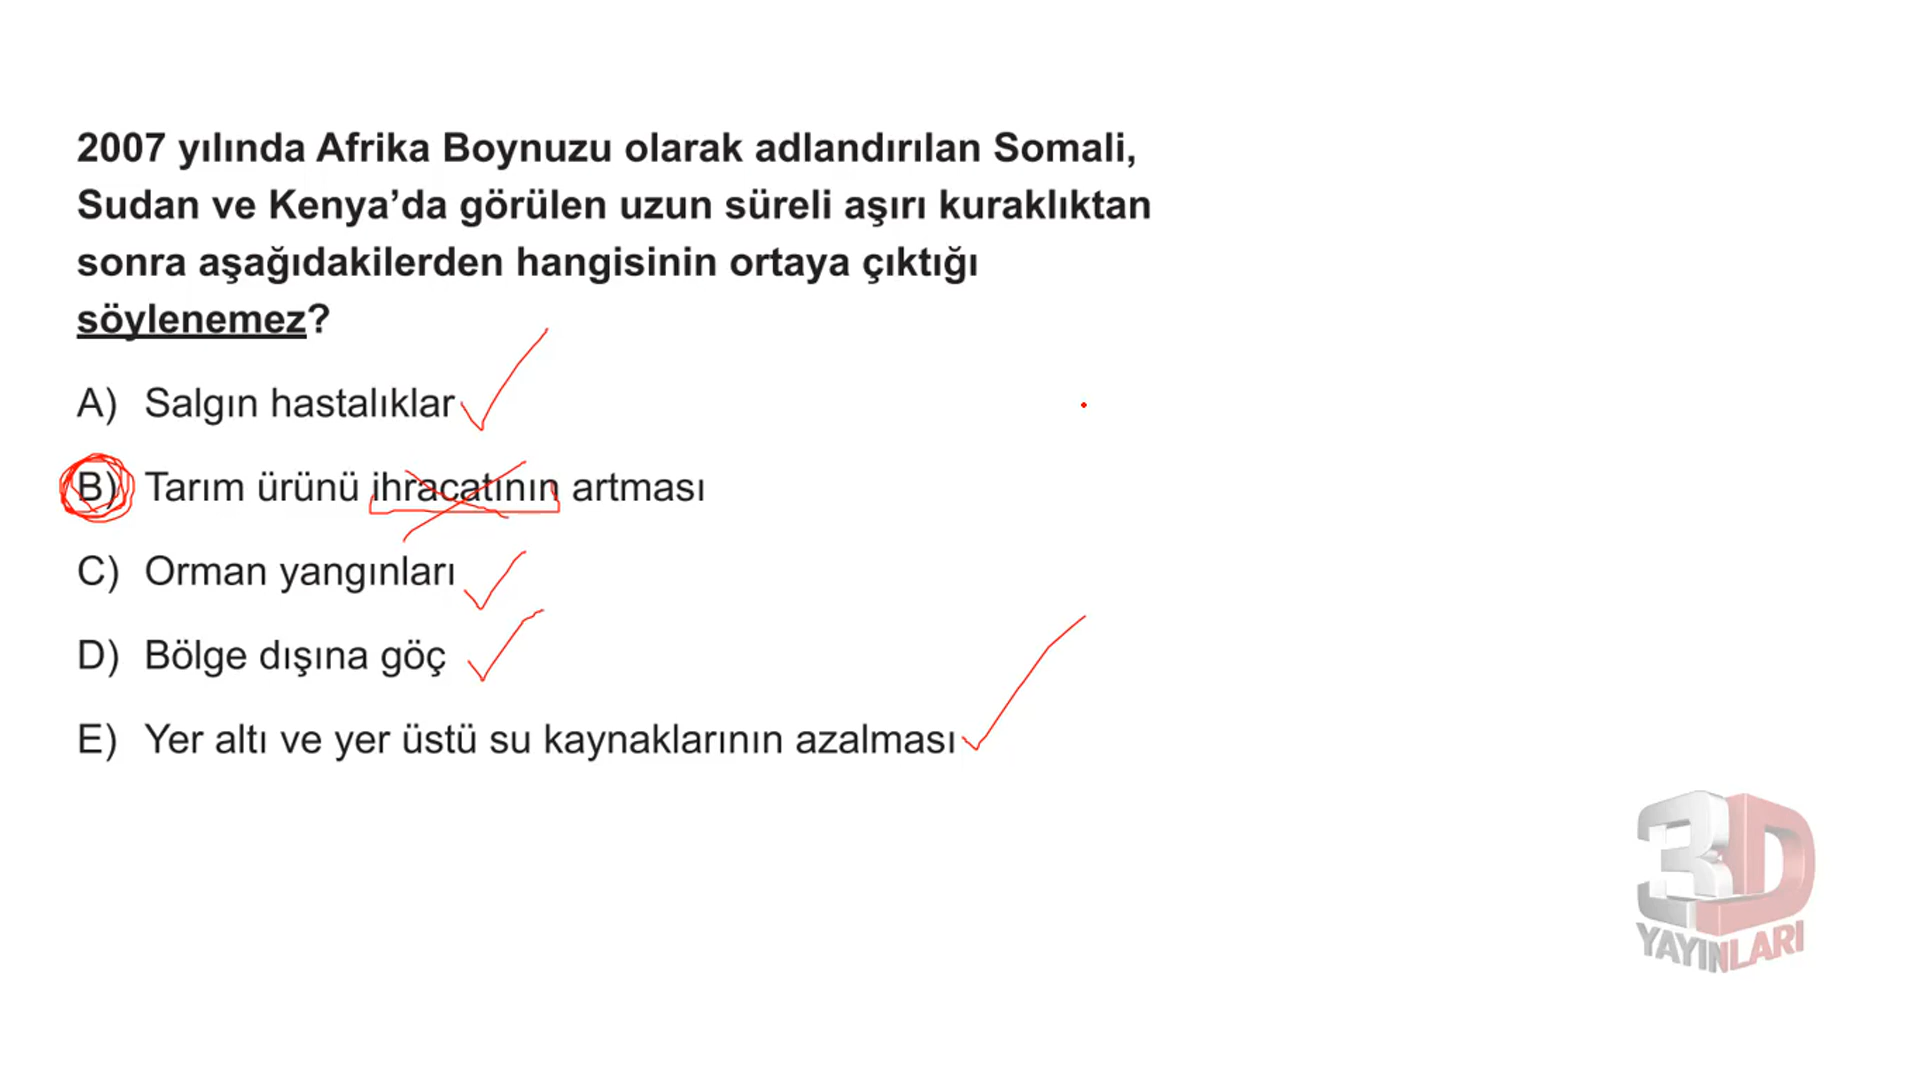 2007 yılında Afrika Boynuzu olarak adlandırılan Somali,
Sudan ve Kenya’da görülen uzun süreli aşırı kuraklıktan
sonra aşağıdakilerden hangisinin ortaya çıktığı
söylenemez?
A) Salgın hastalıklar
B) Tarım ürünü ihracatının artması
C) Orman yangınları
D) Bölge dışına göç
E) Yer altı ve yer üstü su kaynaklarının azalması
3D
YAYINLARI